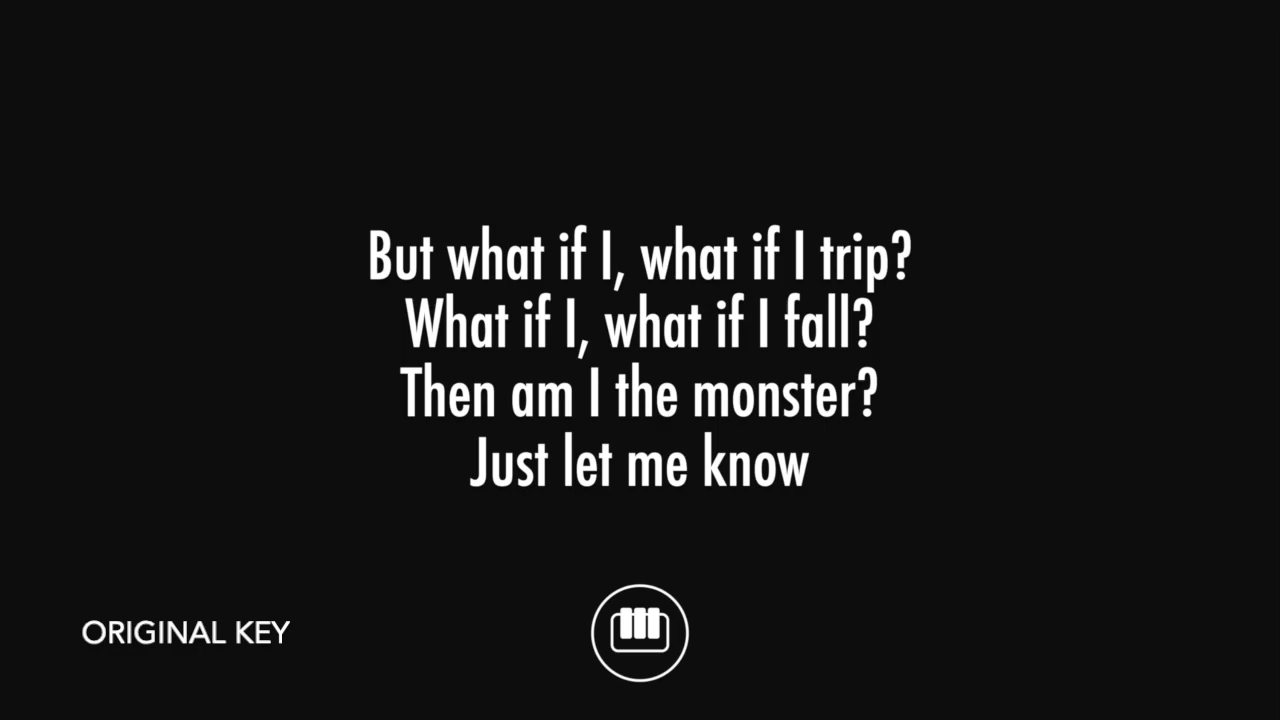 But what if I, what if I trip?
What if I, what if I fall?
Then am I the monster?
Just let me know
ORIGINAL KEY